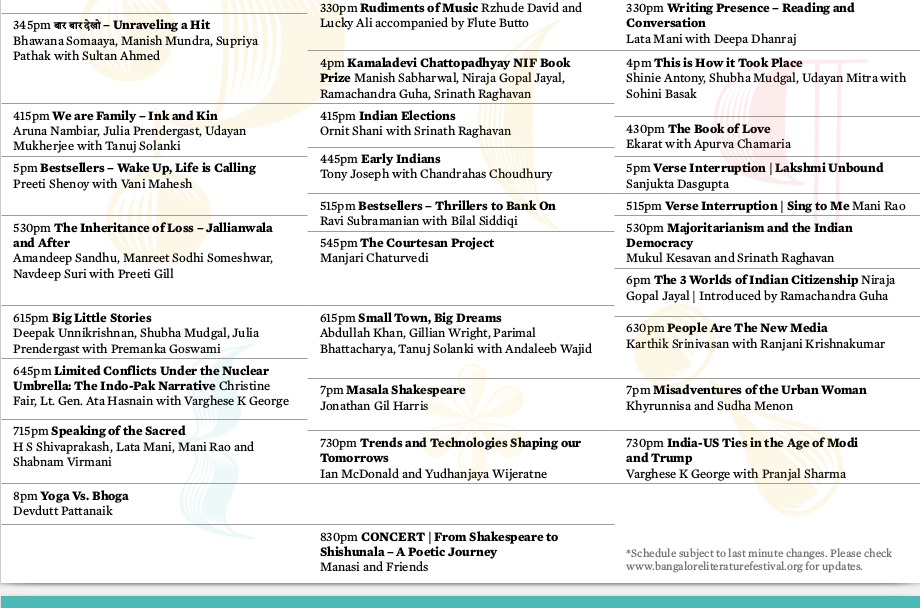 345pm बार बार देखो – Unraveling a Hit
Bhawana Somaaya, Manish Mundra, Supriya
Pathak with Sultan Ahmed
415pm We are Family – Ink and Kin
Aruna Nambiar, Julia Prendergast, Udayan
Mukherjee with Tanuj Solanki
5pm Bestsellers – Wake Up, Life is Calling
Preeti Shenoy with Vani Mahesh
530pm The Inheritance of Loss – Jallianwala
and After
Amandeep Sandhu, Manreet Sodhi Someshwar,
Navdeep Suri with Preeti Gill
615pm Big Little Stories
Deepak Unnikrishnan, Shubha Mudgal, Julia
Prendergast with Premanka Goswami
645pm Limited Conflicts Under the Nuclear
Umbrella: The Indo-Pak Narrative Christine
Fair, Lt. Gen. Ata Hasnain with Varghese K George
715pm Speaking of the Sacred
H S Shivaprakash, Lata Mani, Mani Rao and
Shabnam Virmani
8pm Yoga Vs. Bhoga
Devdutt Pattanaik
330pm Rudiments of Music Rzhude David and
Lucky Ali accompanied by Flute Butto
4pm Kamaladevi Chattopadhyay NIF Book
Prize Manish Sabharwal, Niraja Gopal Jayal,
Ramachandra Guha, Srinath Raghavan
415pm Indian Elections
Ornit Shani with Srinath Raghavan
445pm Early Indians
Tony Joseph with Chandrahas Choudhury
515pm Bestsellers – Thrillers to Bank On
Ravi Subramanian with Bilal Siddiqi
545pm The Courtesan Project
Manjari Chaturvedi
615pm Small Town, Big Dreams
Abdullah Khan, Gillian Wright, Parimal
Bhattacharya, Tanuj Solanki with Andaleeb Wajid
7pm Masala Shakespeare
Jonathan Gil Harris
730pm Trends and Technologies Shaping our
Tomorrows
Ian McDonald and Yudhanjaya Wijeratne
830pm CONCERT | From Shakespeare to
Shishunala – A Poetic Journey
Manasi and Friends
330pm Writing Presence – Reading and
Conversation
Lata Mani with Deepa Dhanraj
4pm This is How it Took Place
Shinie Antony, Shubha Mudgal, Udayan Mitra with
Sohini Basak
430pm The Book of Love
Ekarat with Apurva Chamaria
5pm Verse Interruption | Lakshmi Unbound
Sanjukta Dasgupta
515pm Verse Interruption | Sing to Me Mani Rao
530pm Majoritarianism and the Indian
Democracy
Mukul Kesavan and Srinath Raghavan
6pm The 3 Worlds of Indian Citizenship Niraja
Gopal Jayal | Introduced by Ramachandra Guha
630pm People Are The New Media
Karthik Srinivasan with Ranjani Krishnakumar
7pm Misadventures of the Urban Woman
Khyrunnisa and Sudha Menon
730pm India-US Ties in the Age of Modi
and Trump
Varghese K George with Pranjal Sharma
*Schedule subject to last minute changes. Please check
www.bangaloreliteraturefestival.org for updates.